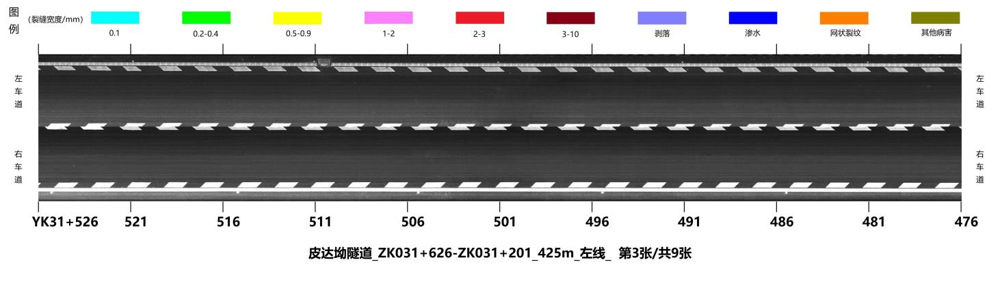 图例 (裂缝宽度/mm) 0.1 0.2-0.4 0.5-0.9 1-2 2-3 3-10 剥落 渗水 网状裂纹 其他病害
左车道 左车道
右车道 右车道
YK31+526 521 516 511 506 501 496 491 486 481 476
皮达坳隧道_ZK031+626-ZK031+201_425m_左线_ 第3张/共9张